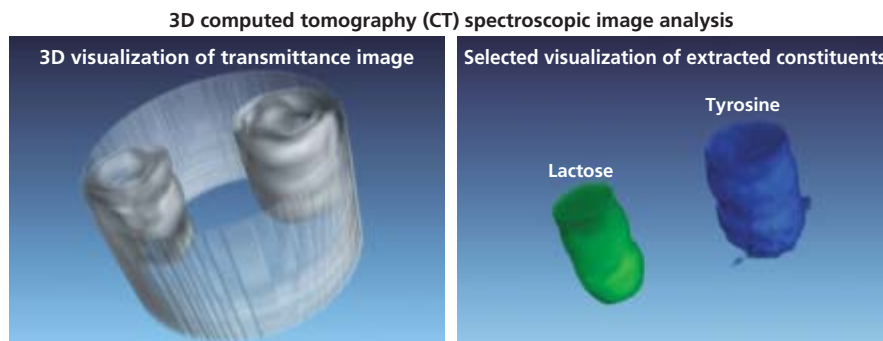 3D computed tomography (CT) spectroscopic image analysis
3D visualization of transmittance image
Selected visualization of extracted constituents
Tyrosine
Lactose